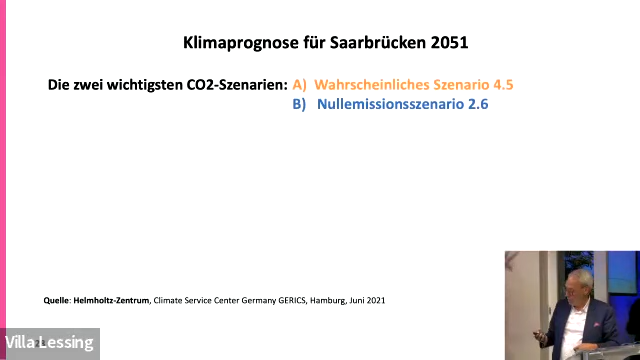 Klimaprognose für Saarbrücken 2051
Die zwei wichtigsten CO2-Szenarien: A) Wahrscheinliches Szenario 4.5
B) Nullemissionsszenario 2.6
Quelle: Helmholtz-Zentrum, Climate Service Center Germany GERICS, Hamburg, Juni 2021
Villa Lessing